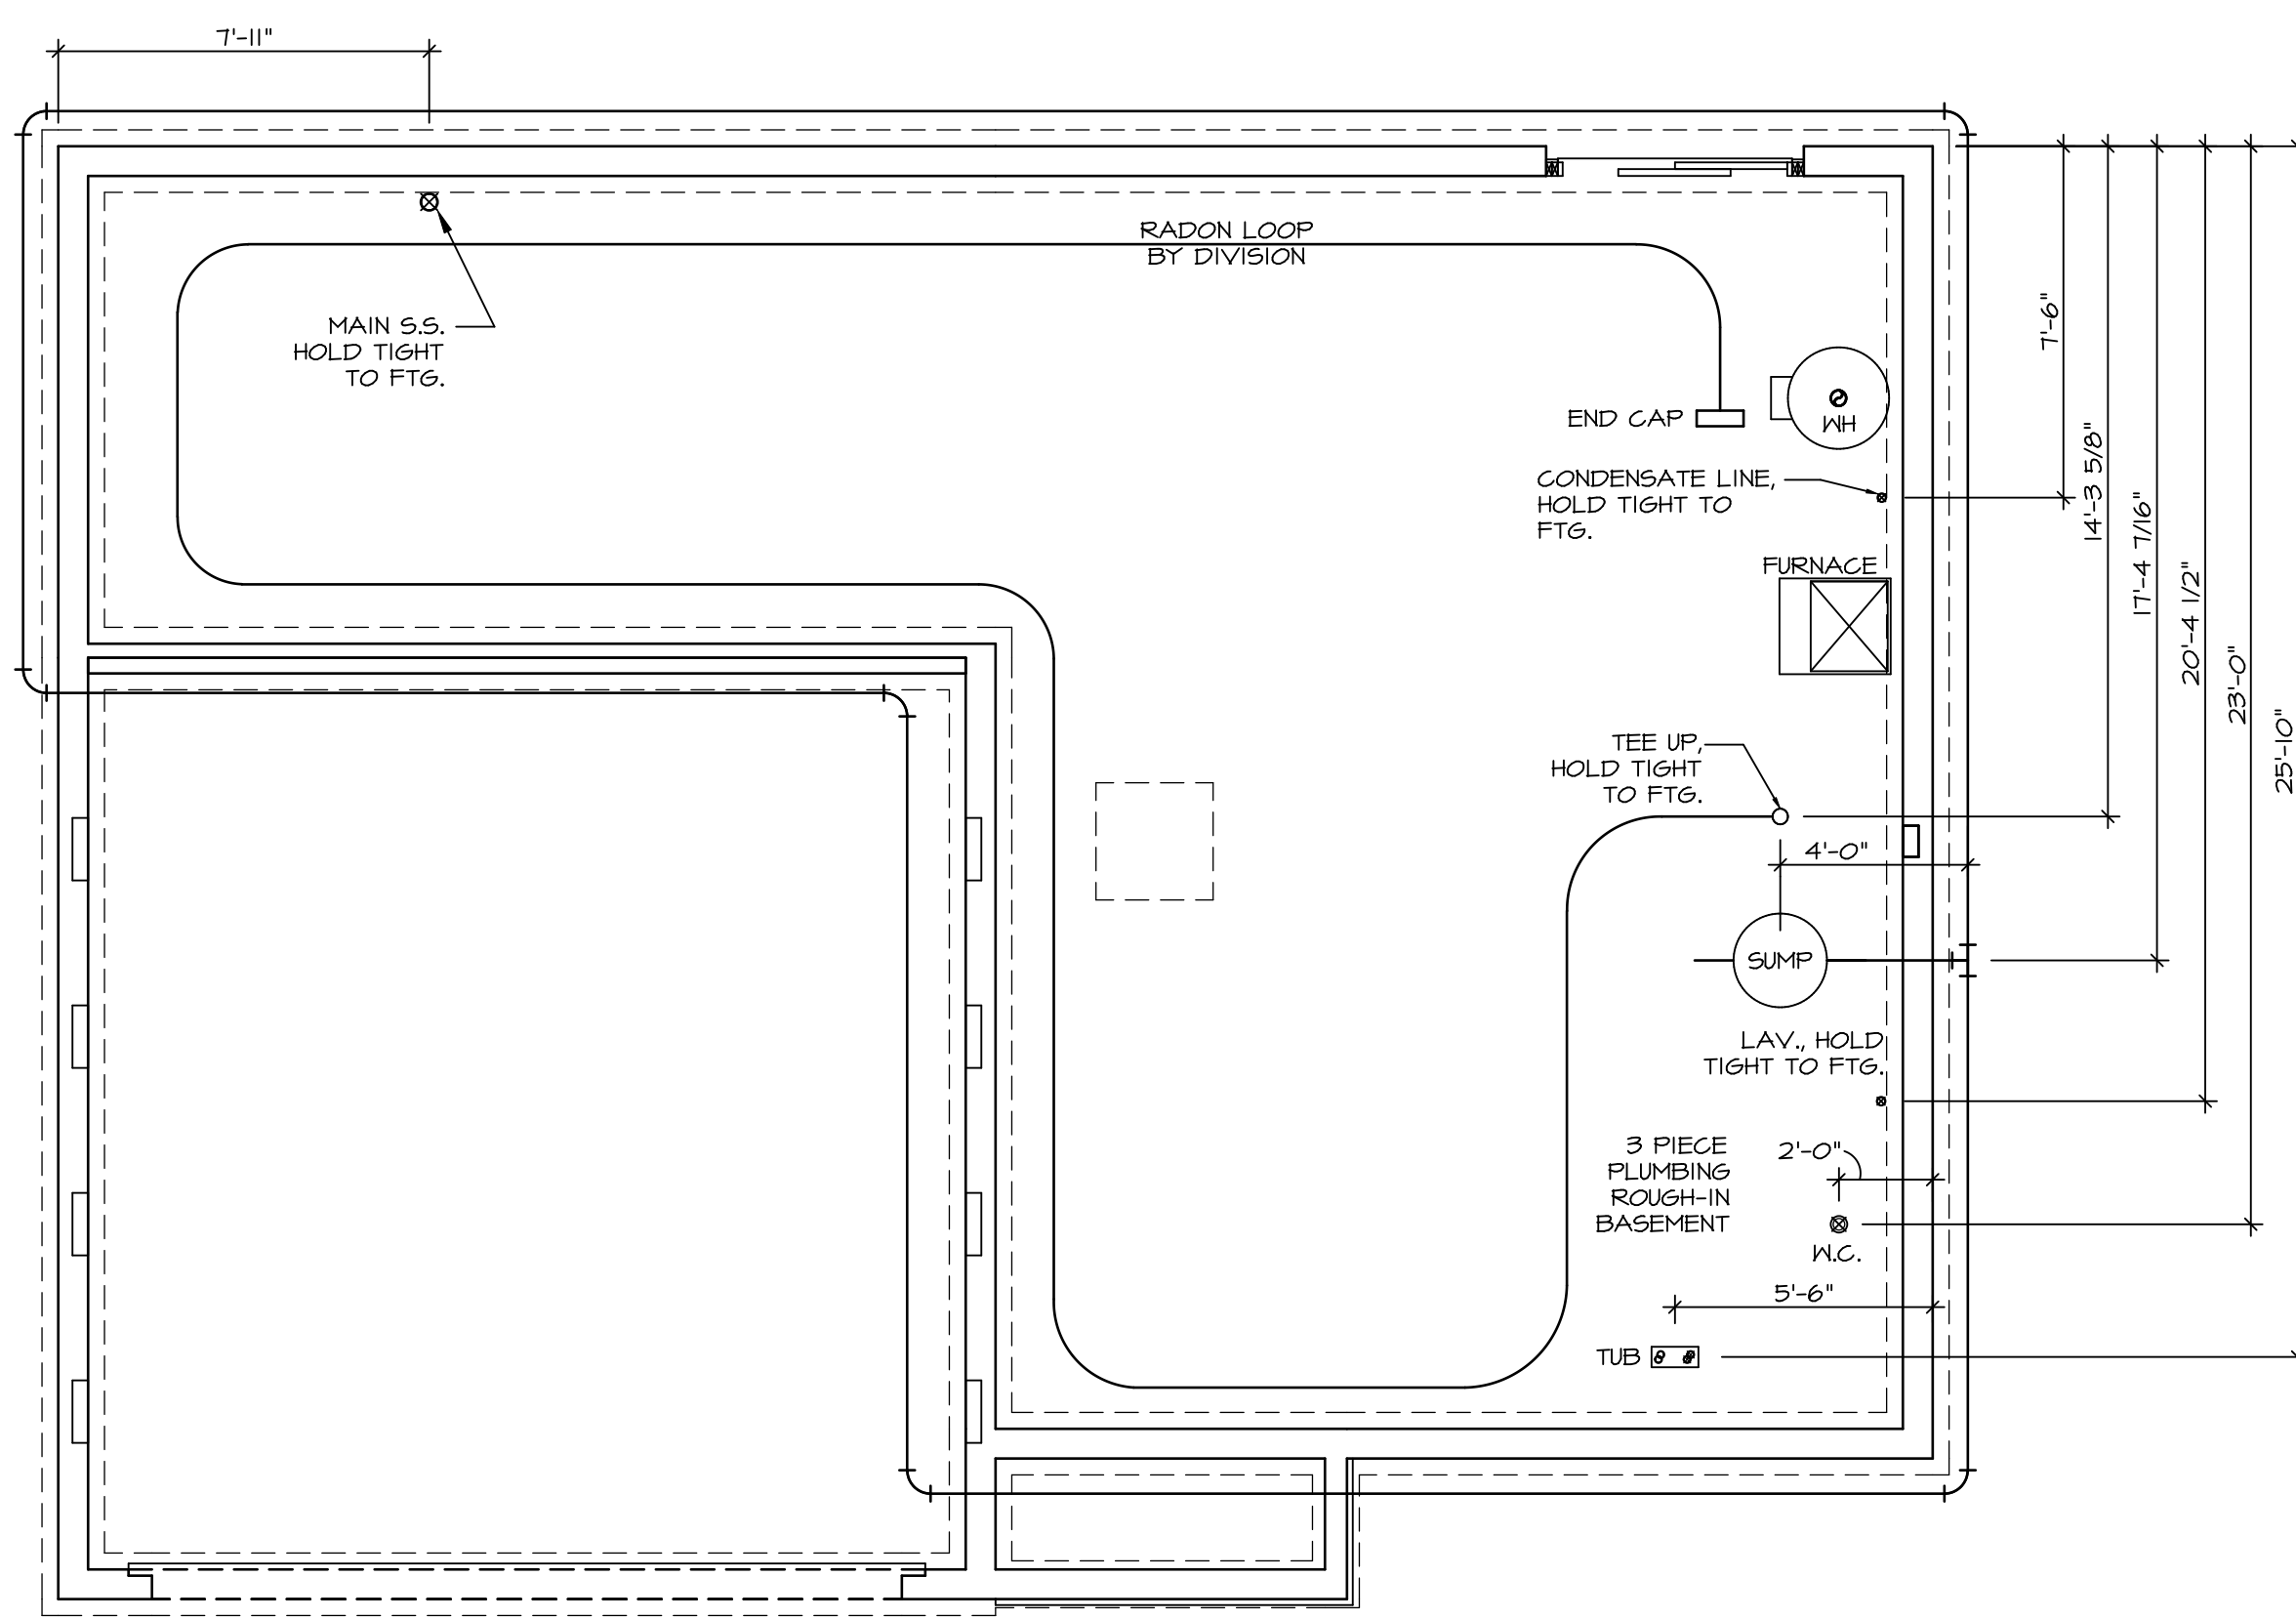 7'-11"
RADON LOOP
BY DIVISION
MAIN S.S.
HOLD TIGHT
TO FTG.
7'-6"
END CAP
WH
CONDENSATE LINE,
HOLD TIGHT TO
FTG.
14'-3 5/8"
17'-4 7/16"
FURNACE
20'-4 1/2"
23'-0"
25'-10"
TEE UP,
HOLD TIGHT
TO FTG.
4'-0"
SUMP
LAV., HOLD
TIGHT TO FTG.
3 PIECE
PLUMBING
ROUGH-IN
BASEMENT
2'-0"
W.C.
5'-6"
TUB